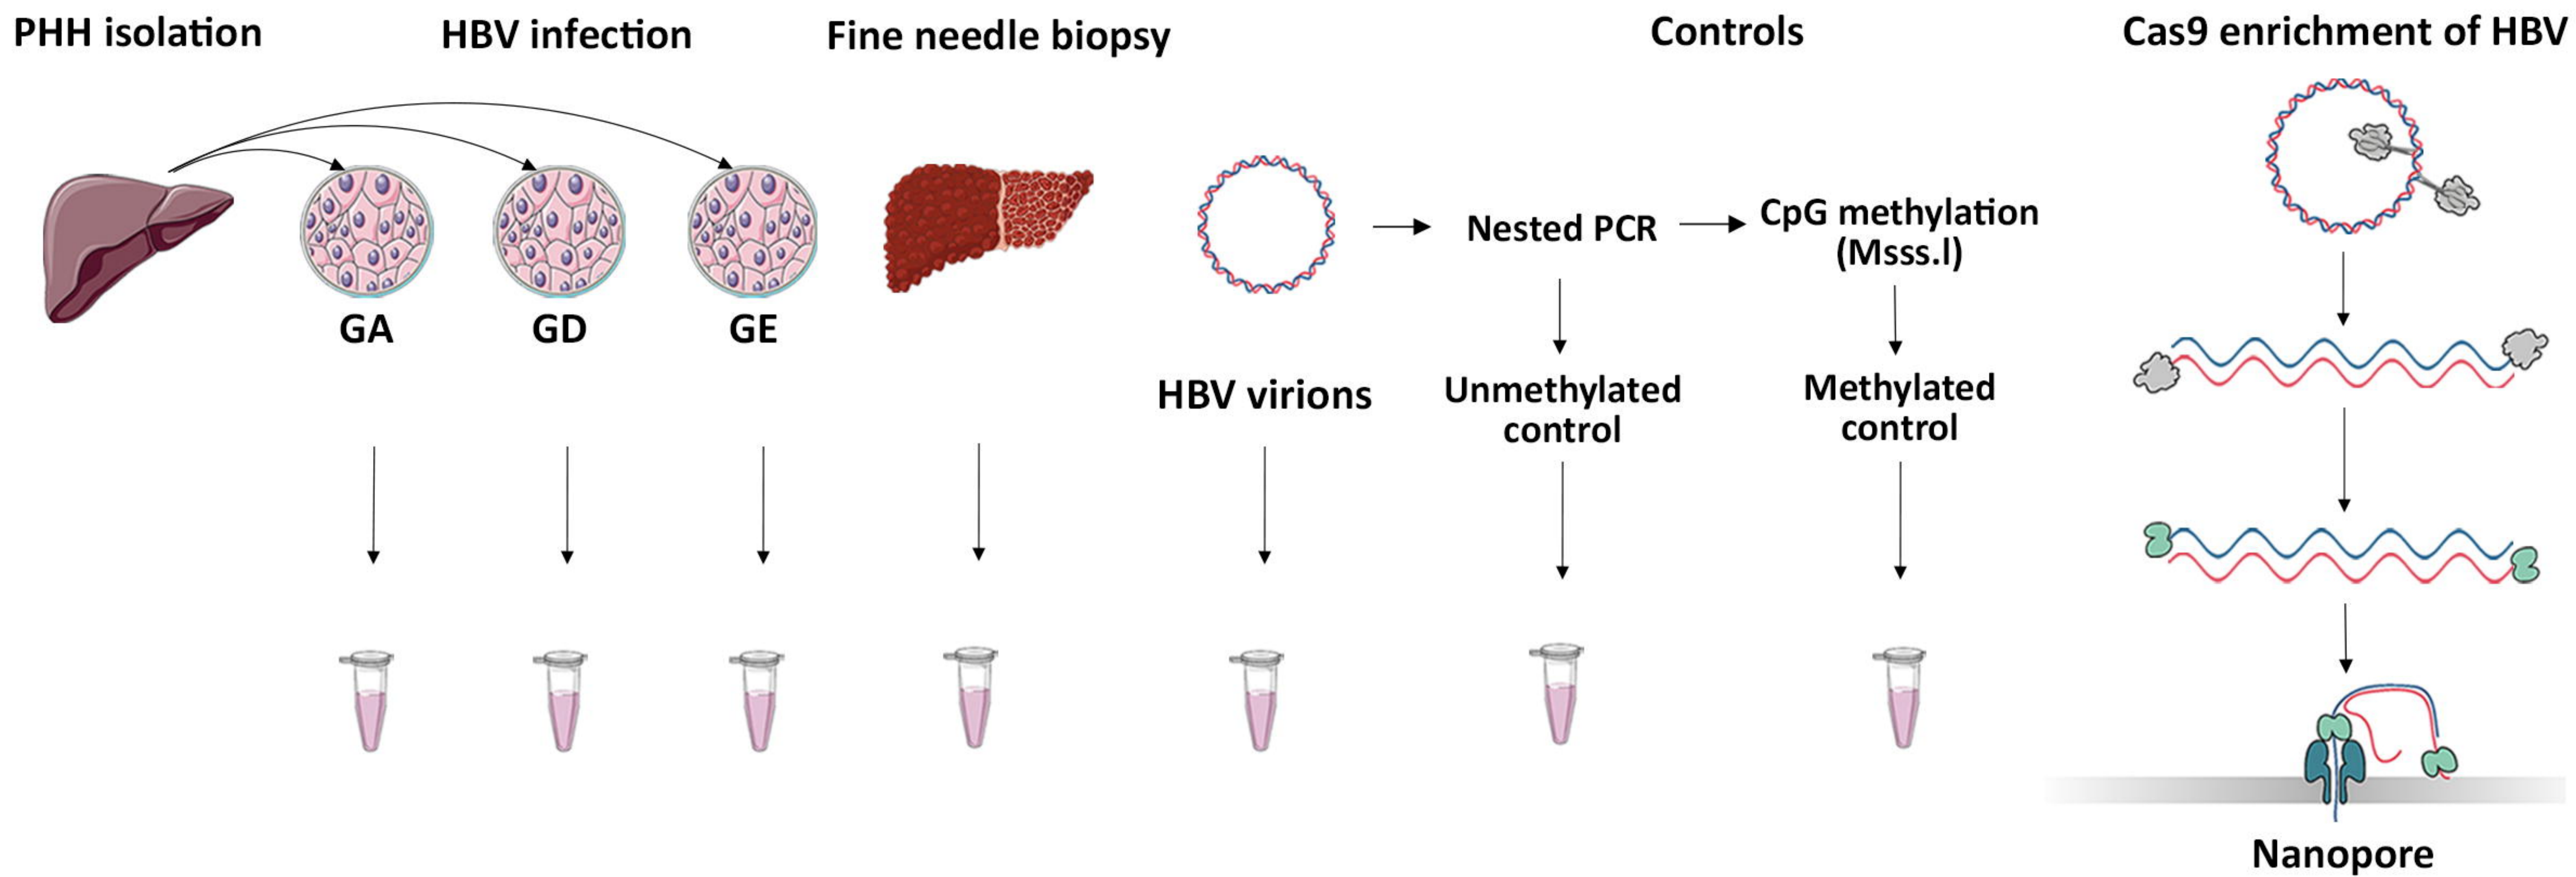 PHH isolation
HBV infection
Fine needle biopsy
Controls
Cas9 enrichment of HBV
GA
GD
GE
HBV virions
Nested PCR
CpG methylation
(Msss.I)
Unmethylated
control
Methylated
control
Nanopore